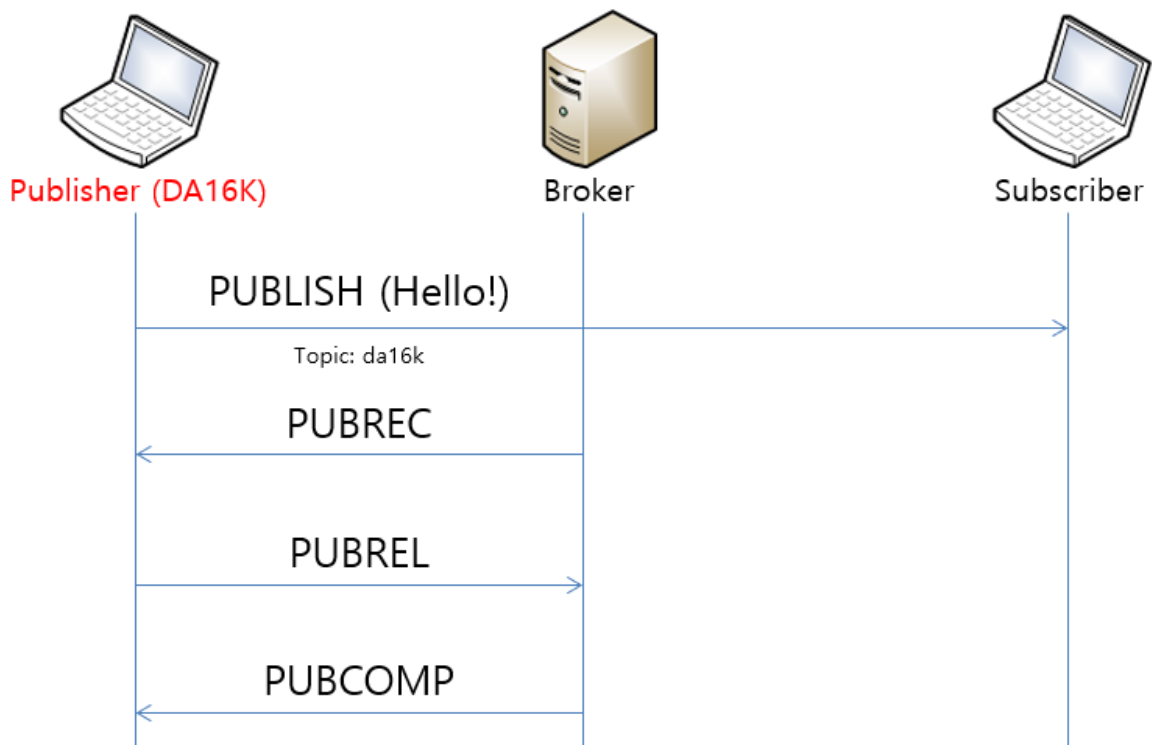 Publisher (DA16K)
Broker
Subscriber
PUBLISH (Hello!)
Topic: da16k
PUBREC
PUBREL
PUBCOMP